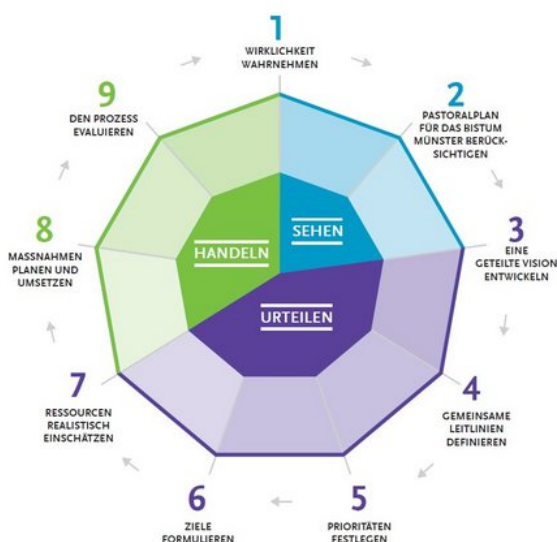 1
WIRKLICHKEIT
WAHRNEHMEN
2
PASTORALPLAN
FÜR DAS BISTUM
MÜNSTER BERÜCK-
SICHTIGEN
3
EINE
GETEILTE VISION
ENTWICKELN
4
GEMEINSAME
LEITLINIEN
DEFINIEREN
5
PRIORITÄTEN
FESTLEGEN
6
ZIELE
FORMULIEREN
7
RESSOURCEN
REALISTISCH
EINSCHÄTZEN
8
MASSNAHMEN
PLANEN UND
UMSETZEN
9
DEN PROZESS
EVALUIEREN
SEHEN
URTEILEN
HANDELN